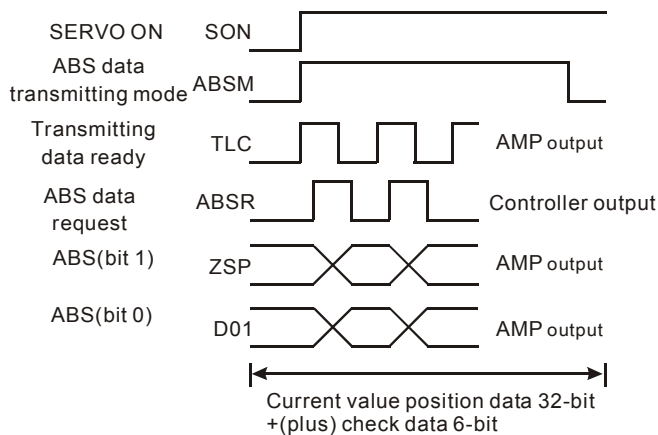 SERVO ON SON
ABS data
transmitting mode ABSM
Transmitting
data ready TLC AMP output
ABS data
request ABSR Controller output
ABS(bit 1) ZSP AMP output
ABS(bit 0) D01 AMP output
Current value position data 32-bit
+(plus) check data 6-bit